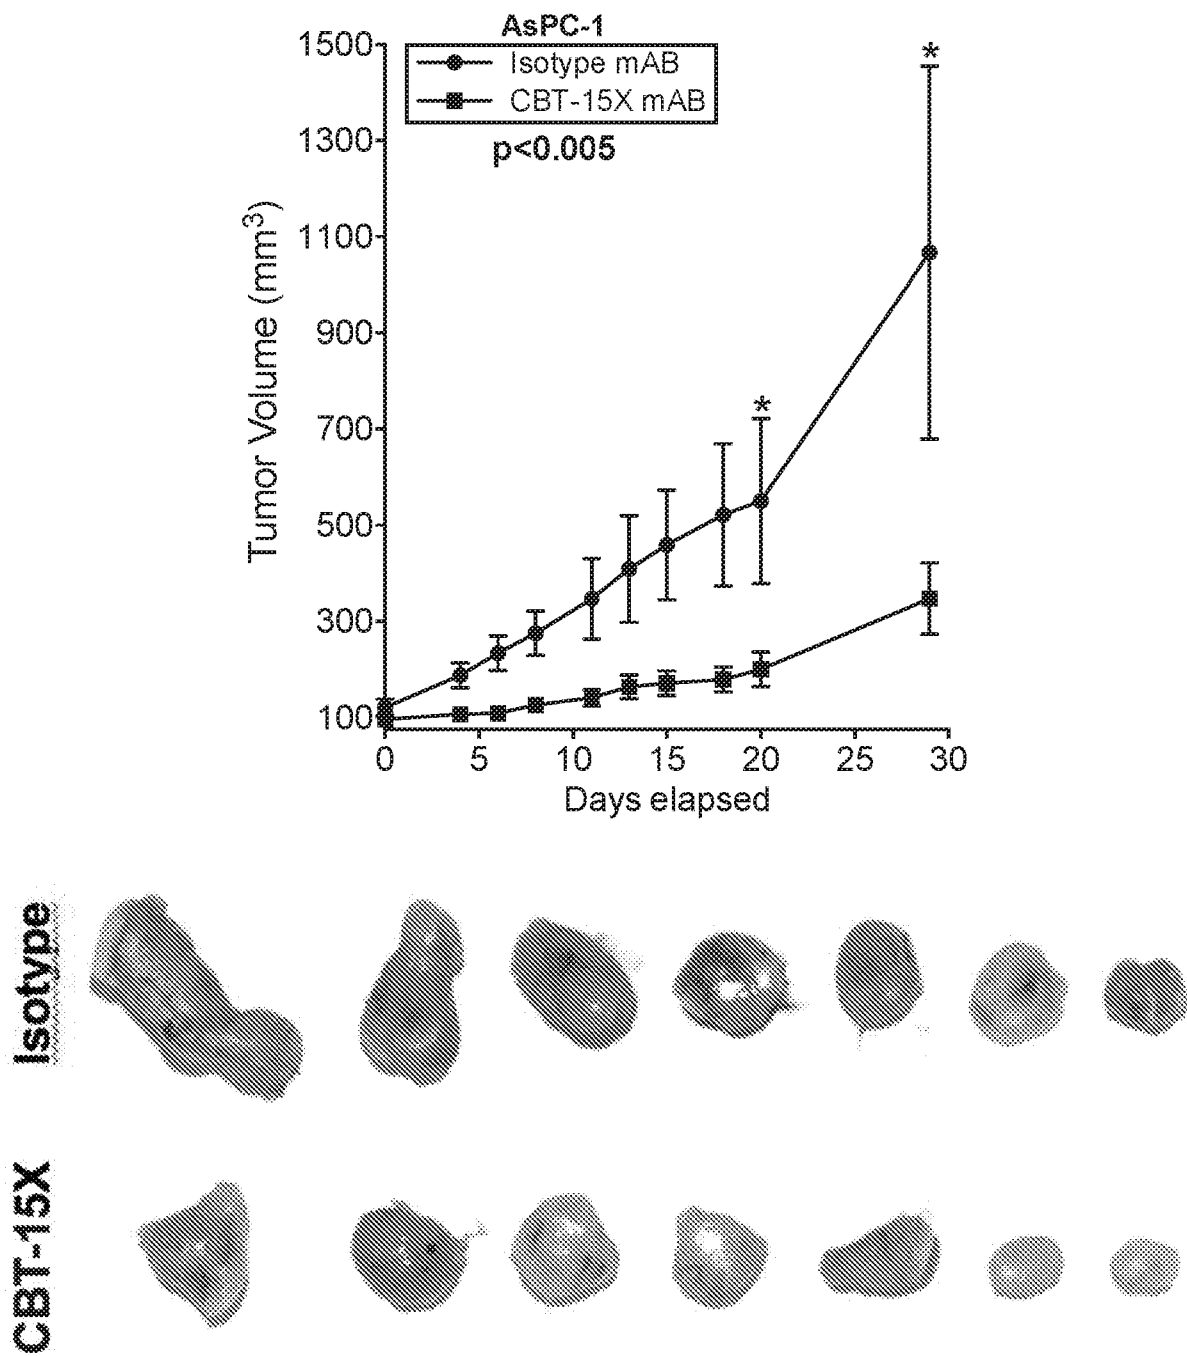 AsPC-1
Isotype mAB
CBT-15X mAB
p<0.005
*
*
Tumor Volume (mm³)
1500
1300
1100
900
700
500
300
100
0
5
10
15
20
25
30
Days elapsed
Isotype
CBT-15X